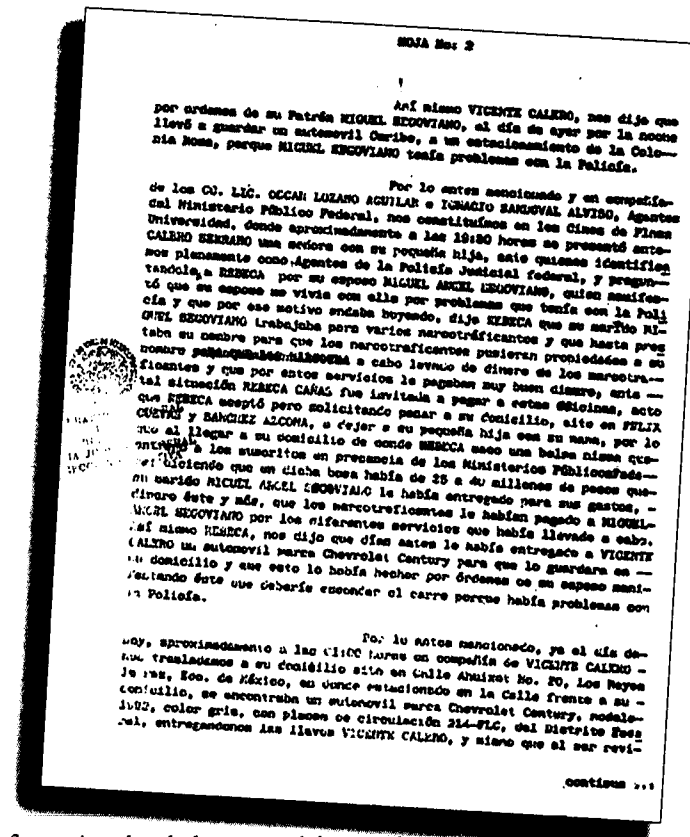 HOJA No: 2
Así mismo VICENTE CALERO, nos dijo que
por ordenes de su Patrón MIGUEL SEGOVIANO, el día de ayer por la noche
llevó a guardar un automovil Caribe, a un estacionamiento de la Colo-
nia Roma, porque MIGUEL SEGOVIANO tenía problemas con la Policía.
Por lo antes mencionado y en compañía-
de los CC. LIC. OSCAR LOZANO AGUILAR e IGNACIO SANDOVAL ALVISO, Agentes
del Ministerio Público Federal, nos constituímos en los Cines de Plaza
Universidad, donde aproximadamente a las 19:30 horas se presentó ante-
CALERO SERRANO una señora con su pequeña hija, ante quienes identifica
mos plenamente como Agentes de la Policía Judicial federal, y pregun-
tandole a REBECA por su esposo MIGUEL ANGEL SEGOVIANO, quien manifes-
tó que su esposo no vivia con ella por problemas que tenía con la Poli
cía y que por ese motivo andaba huyendo, dijo REBECA que su marido MI-
GUEL SEGOVIANO trabajaba para varios narcotráficantes y que hasta pres
taba su nombre para que los narcotraficantes pusieran propiedades a su
nombre a cabo lavado de dinero de los narcotra--
ficantes y que por estos servicios le pagaban muy buen dinero, ante --
tal situación REBECA CAÑAS fue invitada a pasar a estas óficinas, acto
que REBECA aceptó pero solicitando pasar a su domicilio, sito en FELIX
CUEVAS y SANCHEZ ALCONA, a dejar a su pequeña hija con su mama, por lo
que al llegar a su domicilio de donde REBECA saco una bolsa misma que-
entregó a los suscritos en presencia de los Ministerios Públicos Fede--
diciendo que en dicha bosa había de 25 a 40 millones de pesos que-
su marido MIGUEL ANGEL SEGOVIANO le había entregado para sus gastos, -
dinero éste y más, que los narcotraficantes le habían pagado a MIGUEL-
ANGEL SEGOVIANO por los diferentes servicios que había llevado a cabo.
Así mismo REBECA, nos dijo que días antes le había entregado a VICENTE
CALERO un automovil marca Chevrolet Century para que lo guardara en --
su domicilio y que esto lo había hechor por órdenes de su esposo mani-
festando éste que debería esconder el carro porque había problemas con
la Policía.
Por lo antes mencionado, ya el día de-
hoy, aproximadamente a las horas en compañía de VICENTE CALERO -
nos trasladamos a su domicilio sito en Calle Ahuixot No. 20, Los Reyes
la Paz, Edo. de México, en donde estacionado en la Calle frente a su -
domicilio, se encontraba un automovil marca Chevrolet Century, modelo-
color gris, con placas de circulación del Distrito Fede
ral, entregandonos las llaves VICENTE CALERO, y mismo que al ser revi-
continua ...